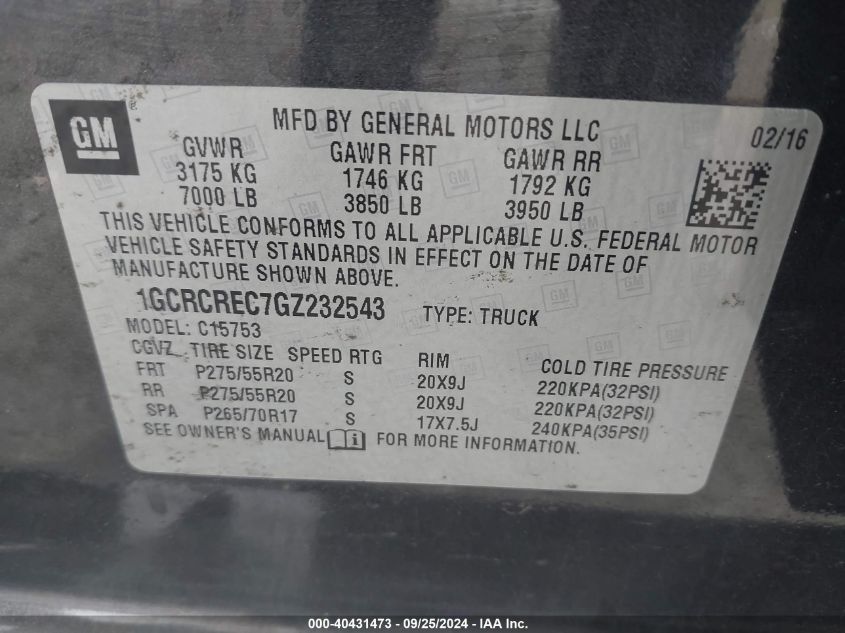 GM
®
MFD BY GENERAL MOTORS LLC
02/16
GVWR GAWR FRT GAWR RR
3175 KG 1746 KG 1792 KG
7000 LB 3850 LB 3950 LB
THIS VEHICLE CONFORMS TO ALL APPLICABLE U.S. FEDERAL MOTOR
VEHICLE SAFETY STANDARDS IN EFFECT ON THE DATE OF
MANUFACTURE SHOWN ABOVE.
1GCRCREC7GZ232543 TYPE: TRUCK
MODEL: C15753
CGVZ TIRE SIZE SPEED RTG RIM COLD TIRE PRESSURE
FRT P275/55R20 S 20X9J 220KPA(32PSI)
RR P275/55R20 S 20X9J 220KPA(32PSI)
SPA P265/70R17 S 17X7.5J 240KPA(35PSI)
SEE OWNER'S MANUAL i FOR MORE INFORMATION.
000-40431473 - 09/25/2024 - IAA Inc.